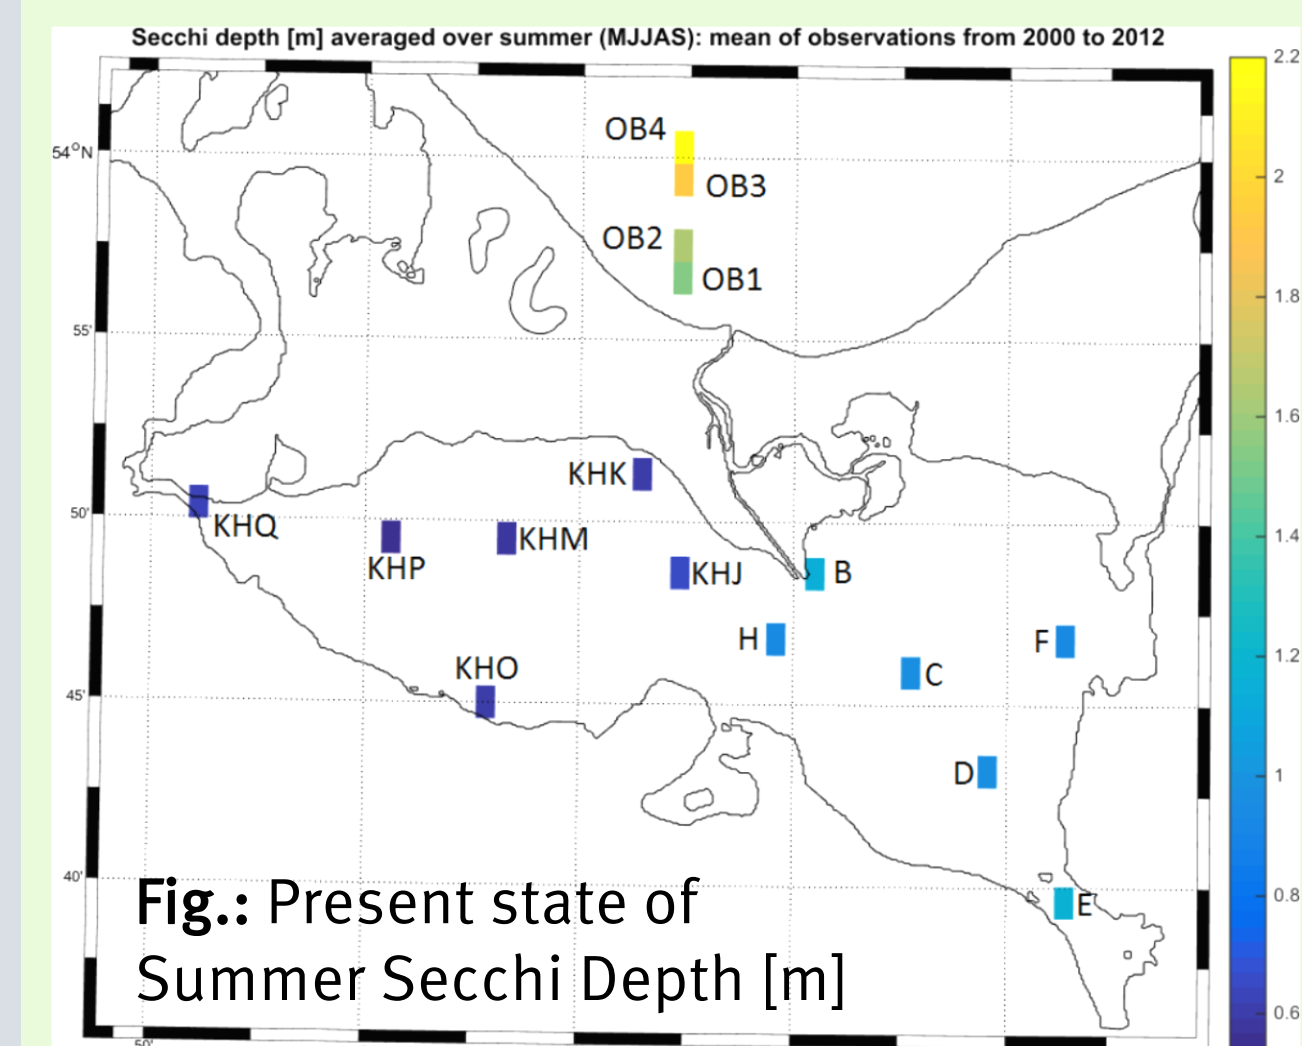 Secchi depth [m] averaged over summer (MJJAS): mean of observations from 2000 to 2012
2.2
OB4
54°N
2
OB3
OB2
OB1
1.8
55'
1.6
KHK
50'
KHQ
KHM
1.4
KHP
KHJ
B
H
F
1.2
KHO
C
45'
D
1
40'
0.8
E
Fig.: Present state of
Summer Secchi Depth [m]
0.6
50'